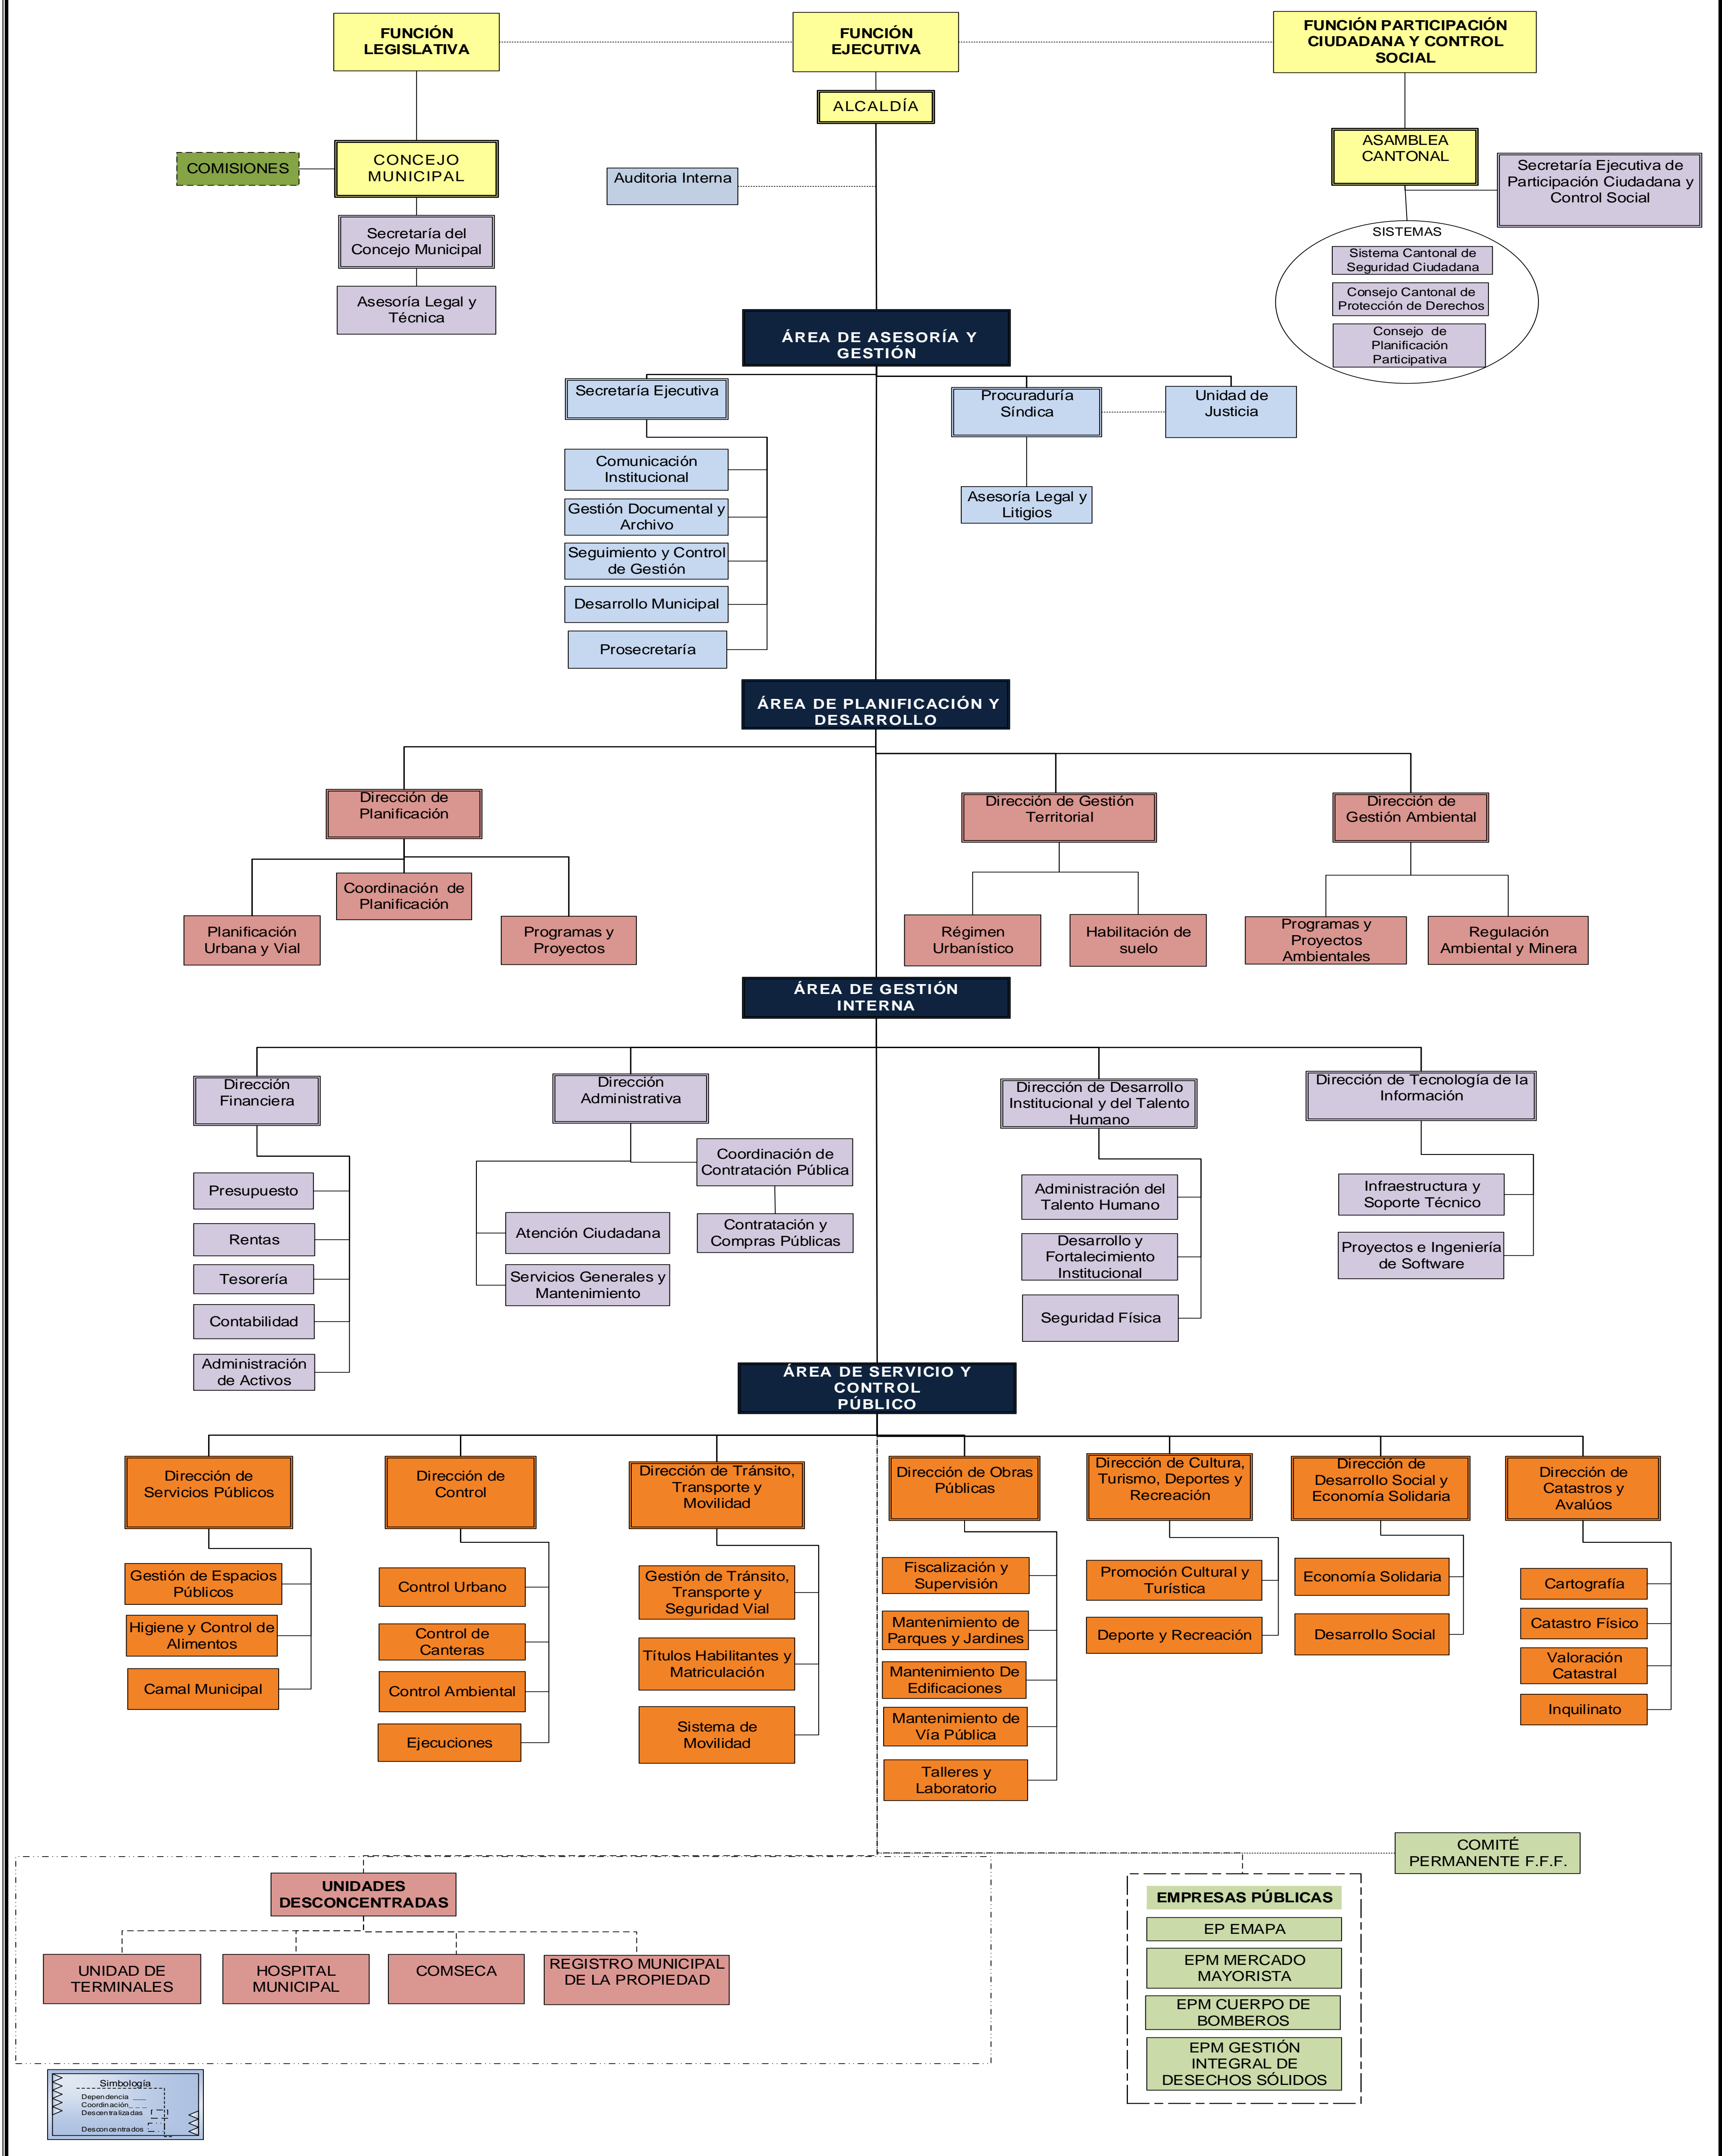 FUNCIÓN
LEGISLATIVA
FUNCIÓN
EJECUTIVA
FUNCIÓN PARTICIPACIÓN
CIUDADANA Y CONTROL
SOCIAL
ALCALDÍA
COMISIONES
CONCEJO
MUNICIPAL
Auditoria Interna
ASAMBLEA
CANTONAL
Secretaría Ejecutiva de
Participación Ciudadana y
Control Social
Secretaría del
Concejo Municipal
Asesoría Legal y
Técnica
SISTEMAS
Sistema Cantonal de
Seguridad Ciudadana
Consejo Cantonal de
Protección de Derechos
Consejo de
Planificación
Participativa
ÁREA DE ASESORÍA Y
GESTIÓN
Secretaría Ejecutiva
Procuraduría
Síndica
Unidad de
Justicia
Comunicación
Institucional
Gestión Documental y
Archivo
Seguimiento y Control
de Gestión
Desarrollo Municipal
Prosecretaría
Asesoría Legal y
Litigios
ÁREA DE PLANIFICACIÓN Y
DESARROLLO
Dirección de
Planificación
Dirección de Gestión
Territorial
Dirección de
Gestión Ambiental
Planificación
Urbana y Vial
Coordinación de
Planificación
Programas y
Proyectos
Régimen
Urbanístico
Habilitación de
suelo
Programas y
Proyectos
Ambientales
Regulación
Ambiental y Minera
ÁREA DE GESTIÓN
INTERNA
Dirección
Financiera
Dirección
Administrativa
Dirección de Desarrollo
Institucional y del Talento
Humano
Dirección de Tecnología de la
Información
Presupuesto
Rentas
Tesorería
Contabilidad
Administración
de Activos
Coordinación de
Contratación Pública
Atención Ciudadana
Contratación y
Compras Públicas
Servicios Generales y
Mantenimiento
Administración del
Talento Humano
Desarrollo y
Fortalecimiento
Institucional
Seguridad Física
Infraestructura y
Soporte Técnico
Proyectos e Ingeniería
de Software
ÁREA DE SERVICIO Y
CONTROL
PÚBLICO
Dirección de
Servicios Públicos
Dirección de
Control
Dirección de Tránsito,
Transporte y
Movilidad
Dirección de Obras
Públicas
Dirección de Cultura,
Turismo, Deportes y
Recreación
Dirección de
Desarrollo Social y
Economía Solidaria
Dirección de
Catastros y
Avalúos
Gestión de Espacios
Públicos
Higiene y Control de
Alimentos
Camal Municipal
Control Urbano
Control de
Canteras
Control Ambiental
Ejecuciones
Gestión de Tránsito,
Transporte y
Seguridad Vial
Títulos Habilitantes y
Matriculación
Sistema de
Movilidad
Fiscalización y
Supervisión
Mantenimiento de
Parques y Jardines
Mantenimiento De
Edificaciones
Mantenimiento de
Vía Pública
Talleres y
Laboratorio
Promoción Cultural y
Turística
Deporte y Recreación
Economía Solidaria
Desarrollo Social
Cartografía
Catastro Físico
Valoración
Catastral
Inquilinato
COMITÉ
PERMANENTE F.F.F.
UNIDADES
DESCONCENTRADAS
UNIDAD DE
TERMINALES
HOSPITAL
MUNICIPAL
COMSECA
REGISTRO MUNICIPAL
DE LA PROPIEDAD
EMPRESAS PÚBLICAS
EP EMAPA
EPM MERCADO
MAYORISTA
EPM CUERPO DE
BOMBEROS
EPM GESTIÓN
INTEGRAL DE
DESECHOS SÓLIDOS
Simbología
Dependencia
Coordinación
Descentralizadas
Desconcentrados